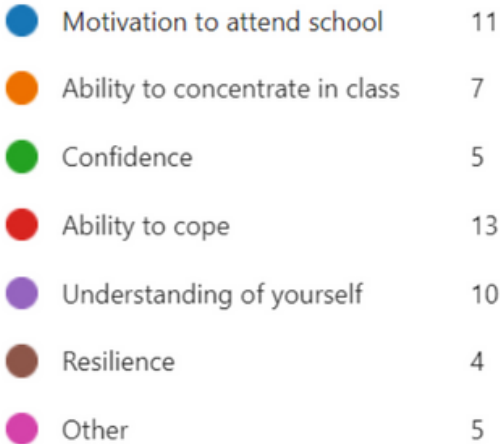 Motivation to attend school 11
Ability to concentrate in class 7
Confidence 5
Ability to cope 13
Understanding of yourself 10
Resilience 4
Other 5